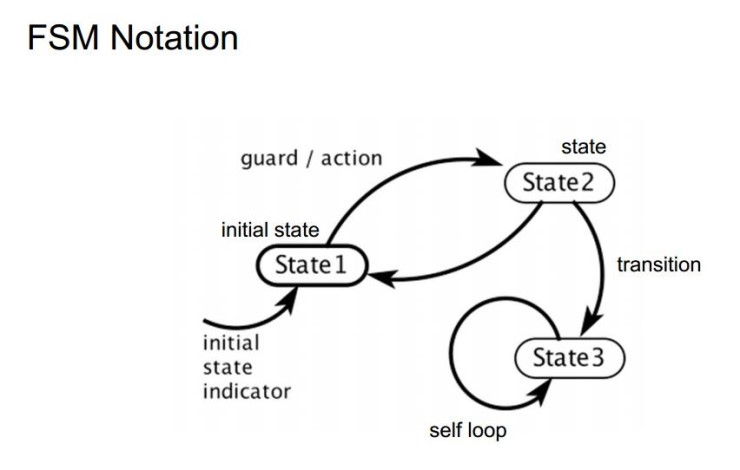 FSM Notation
state
guard / action
State2
initial state
State1
transition
initial
state
indicator
State3
self loop